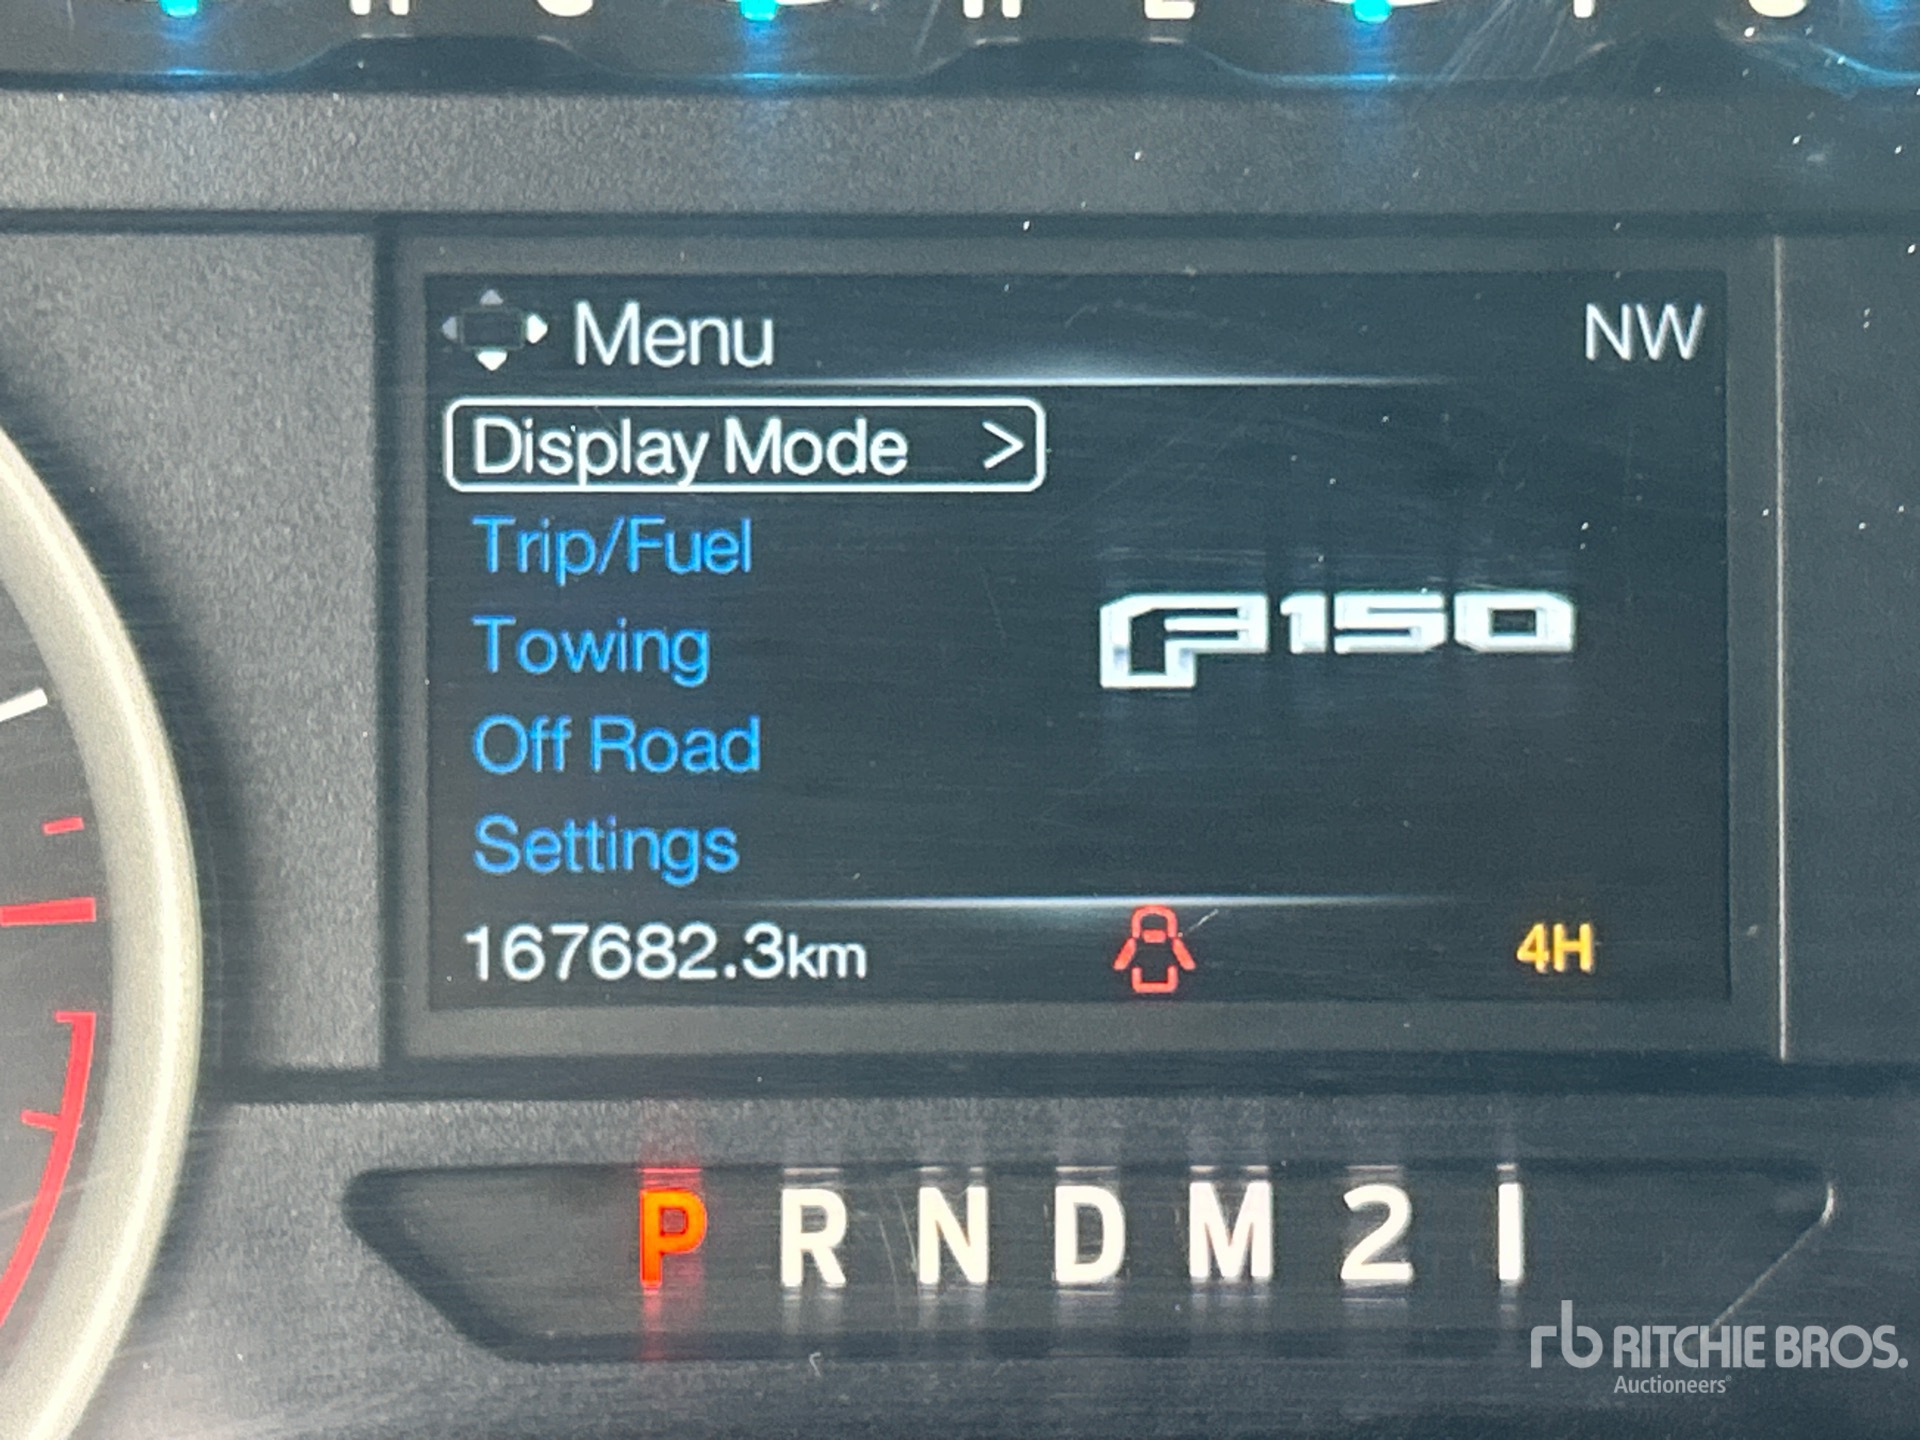 Menu NW
Display Mode >
Trip/Fuel
Towing
Off Road
Settings
F150
167682.3km 4H
P R N D M 2 1
rb RITCHIE BROS.
Auctioneers